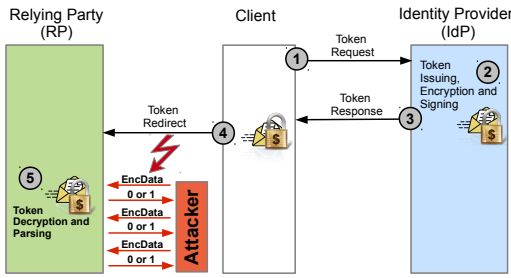 Relying Party
(RP)
Client
Identity Provider
(IdP)
1
Token
Request
2
Token
Issuing,
Encryption and
Signing
3
Token
Response
4
Token
Redirect
5
Token
Decryption and
Parsing
EncData
0 or 1
EncData
0 or 1
EncData
0 or 1
Attacker
$
$
$